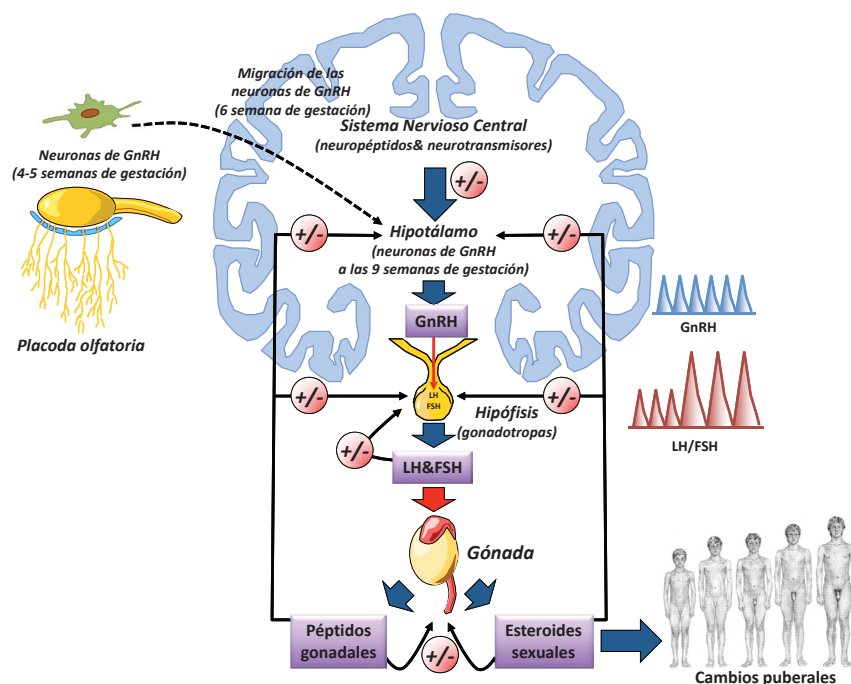 Migración de las
neuronas de GnRH
(6 semana de gestación)
Sistema Nervioso Central
(neuropéptidos& neurotransmisores)
Neuronas de GnRH
(4-5 semanas de gestación)
+/-
+/-
Hipotálamo
+/-
(neuronas de GnRH
a las 9 semanas de gestación)
GnRH
GnRH
Placoda olfatoria
+/-
LH
FSH
+/-
Hipófisis
(gonadotropas)
+/-
LH/FSH
LH&FSH
Gónada
Péptidos
gonadales
+/-
Esteroides
sexuales
Cambios puberales